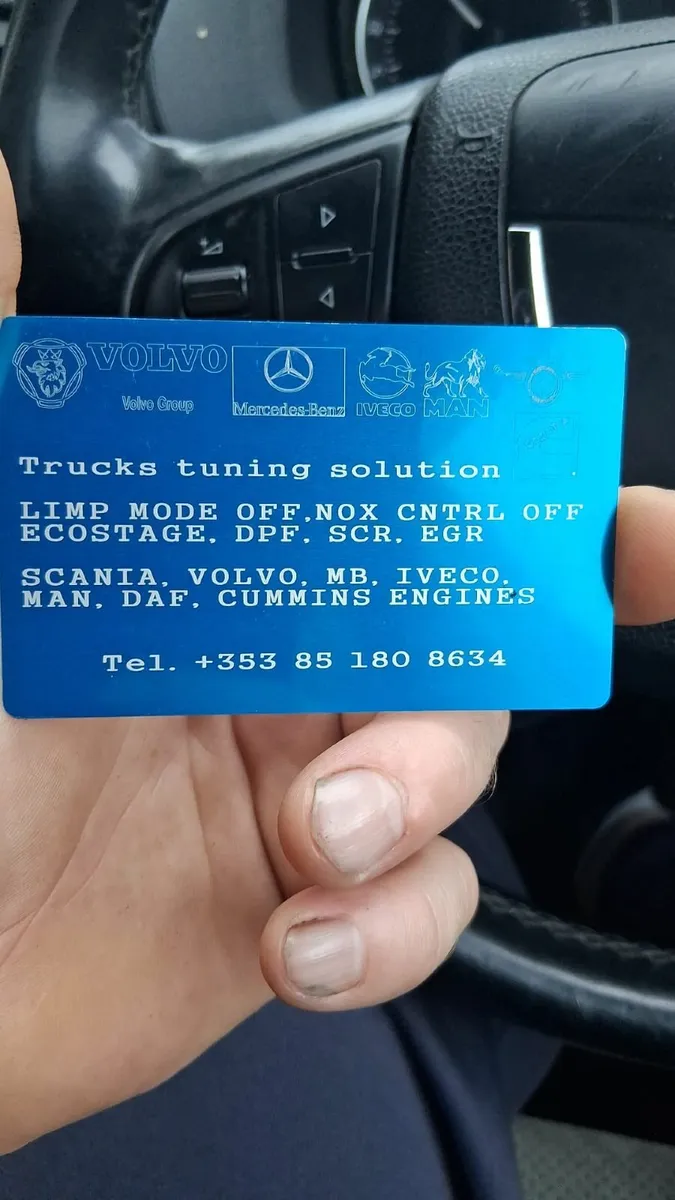 VOLVO
Volvo Group
Mercedes-Benz
IVECO
MAN
Trucks tuning solution
LIMP MODE OFF,NOX CNTRL OFF
ECOSTAGE, DPF, SCR, EGR
SCANIA, VOLVO, MB, IVECO,
MAN, DAF, CUMMINS ENGINES
Tel. +353 85 180 8634